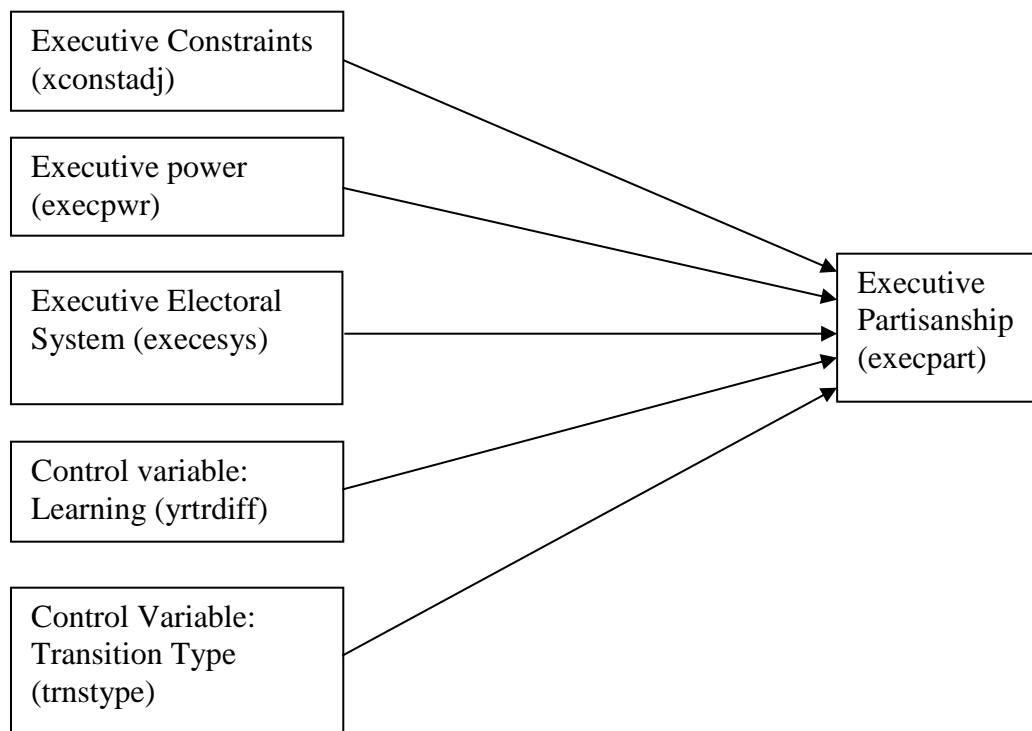 Executive Constraints
(xconstadj)
Executive power
(execpwr)
Executive Electoral
System (execesys)
Control variable:
Learning (yrtrdiff)
Control Variable:
Transition Type
(trnstype)
Executive
Partisanship
(execpart)